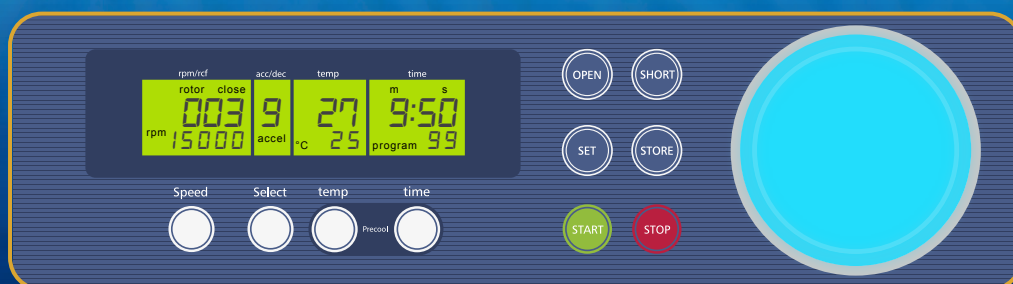 rpm/rcf acc/dec temp time
rotor close m s
003 9 27 9:50
rpm 15000 accel °C 25 program 99
Speed Select temp time
Precool
OPEN SHORT
SET STORE
START STOP